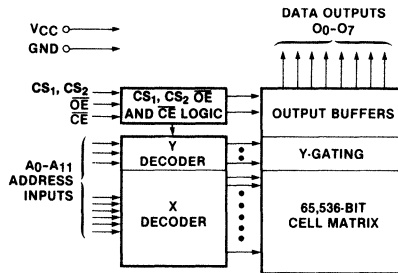 DATA OUTPUTS
O0–O7
VCC
GND
CS1, CS2
OE
CE
CS1, CS2 OE
AND CE LOGIC
OUTPUT BUFFERS
A0–A11
ADDRESS
INPUTS
Y
DECODER
Y-GATING
X
DECODER
65,536-BIT
CELL MATRIX